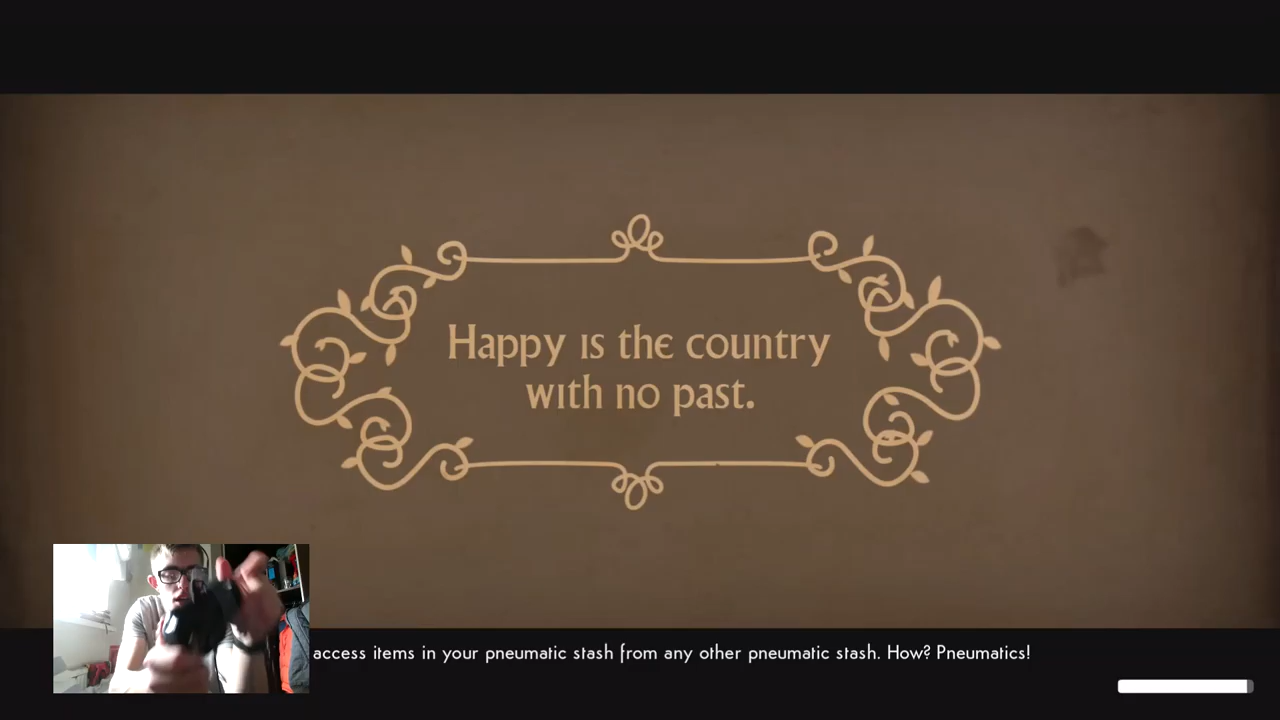 Happy is the country
with no past.
access items in your pneumatic stash from any other pneumatic stash. How? Pneumatics!